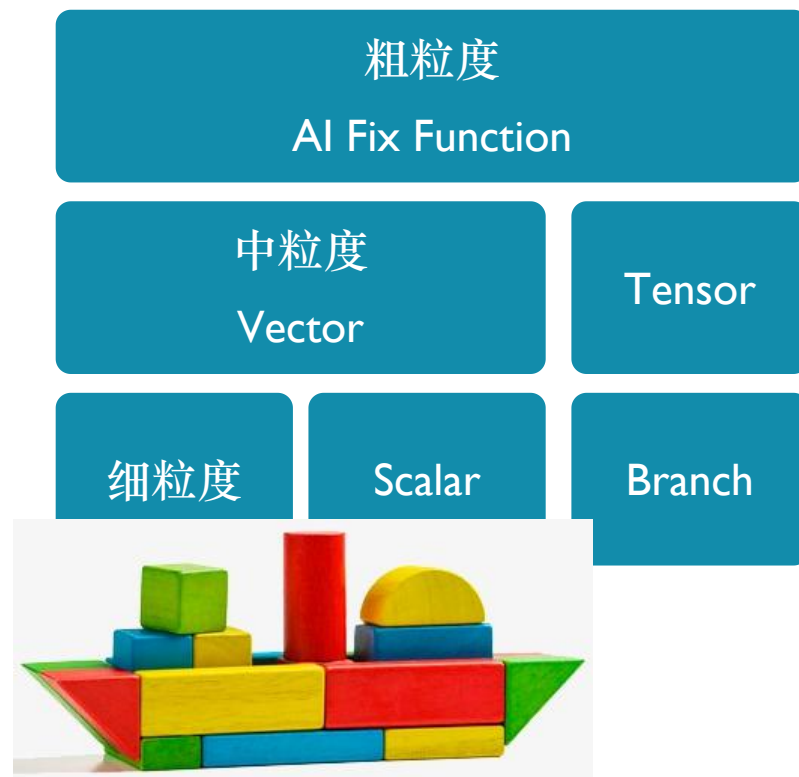 粗粒度
AI Fix Function
中粒度
Vector
Tensor
细粒度
Scalar
Branch